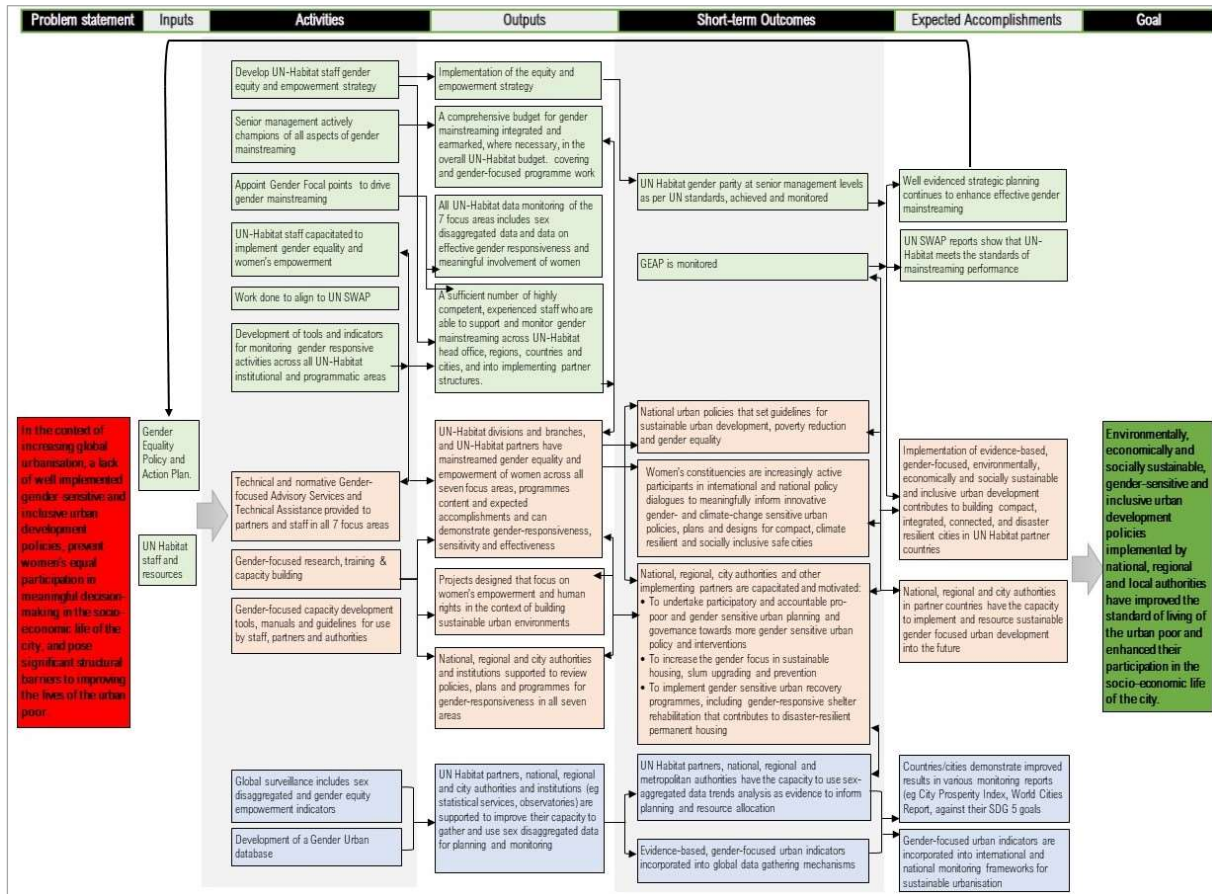 Problem statement
Inputs
Activities
Outputs
Short-term Outcomes
Expected Accomplishments
Goal
In the context of
increasing global
urbanisation, a lack
of well implemented
gender-sensitive and
inclusive urban
development
policies, prevent
women's equal
participation in
meaningful decision-
making in the socio-
economic life of the
city, and pose
significant structural
barriers to improving
the lives of the urban
poor.
Gender
Equality
Policy and
Action Plan.
UN Habitat
staff and
resources
Develop UN-Habitat staff gender
equity and empowerment strategy
Senior management actively
champions of all aspects of gender
mainstreaming
Appoint Gender Focal points to drive
gender mainstreaming
UN-Habitat staff capacitated to
implement gender equality and
women's empowerment
Work done to align to UN SWAP
Development of tools and indicators
for monitoring gender responsive
activities across all UN-Habitat
institutional and programmatic areas
Technical and normative Gender-
focused Advisory Services and
Technical Assistance provided to
partners and staff in all 7 focus areas
Gender-focused research, training &
capacity building
Gender-focused capacity development
tools, manuals and guidelines for use
by staff, partners and authorities
Global surveillance includes sex
disaggregated and gender equity
empowerment indicators
Development of a Gender Urban
database
Implementation of the equity and
empowerment strategy
A comprehensive budget for gender
mainstreaming integrated and
earmarked, where necessary, in the
overall UN-Habitat budget. covering
and gender-focused programme work
All UN-Habitat data monitoring of the
7 focus areas includes sex
disaggregated data and data on
effective gender responsiveness and
meaningful involvement of women
A sufficient number of highly
competent, experienced staff who are
able to support and monitor gender
mainstreaming across UN-Habitat
head office, regions, countries and
cities, and into implementing partner
structures.
UN-Habitat divisions and branches,
and UN-Habitat partners have
mainstreamed gender equality and
empowerment of women across all
seven focus areas, programmes
content and expected
accomplishments and can
demonstrate gender-responsiveness,
sensitivity and effectiveness
Projects designed that focus on
women's empowerment and human
rights in the context of building
sustainable urban environments
National, regional and city authorities
and institutions supported to review
policies, plans and programmes for
gender-responsiveness in all seven
areas
UN Habitat partners, national, regional
and city authorities and institutions (eg
statistical services, observatories) are
supported to improve their capacity to
gather and use sex disaggregated data
for planning and monitoring
UN Habitat gender parity at senior management levels
as per UN standards, achieved and monitored
GEAP is monitored
National urban policies that set guidelines for
sustainable urban development, poverty reduction
and gender equality
Women's constituencies are increasingly active
participants in international and national policy
dialogues to meaningfully inform innovative
gender- and climate-change sensitive urban
policies, plans and designs for compact, climate
resilient and socially inclusive safe cities
National, regional, city authorities and other
implementing partners are capacitated and motivated:
• To undertake participatory and accountable pro-
poor and gender sensitive urban planning and
governance towards more gender sensitive urban
policy and interventions
• To increase the gender focus in sustainable
housing, slum upgrading and prevention
• To implement gender sensitive urban recovery
programmes, including gender-responsive shelter
rehabilitation that contributes to disaster-resilient
permanent housing
UN Habitat partners, national, regional and
metropolitan authorities have the capacity to use sex-
aggregated data trends analysis as evidence to inform
planning and resource allocation
Evidence-based, gender-focused urban indicators
incorporated into global data gathering mechanisms
Well evidenced strategic planning
continues to enhance effective gender
mainstreaming
UN SWAP reports show that UN-
Habitat meets the standards of
mainstreaming performance
Implementation of evidence-based,
gender-focused, environmentally,
economically and socially sustainable
and inclusive urban development
contributes to building compact,
integrated, connected, and disaster
resilient cities in UN Habitat partner
countries
National, regional and city authorities
in partner countries have the capacity
to implement and resource sustainable
gender focused urban development
into the future
Countries/cities demonstrate improved
results in various monitoring reports
(eg City Prosperity Index, World Cities
Report, against their SDG 5 goals
Gender-focused urban indicators are
incorporated into international and
national monitoring frameworks for
sustainable urbanisation
Environmentally,
economically and
socially sustainable,
gender-sensitive and
inclusive urban
development
policies
implemented by
national, regional
and local authorities
have improved the
standard of living of
the urban poor and
enhanced their
participation in the
socio-economic life
of the city.